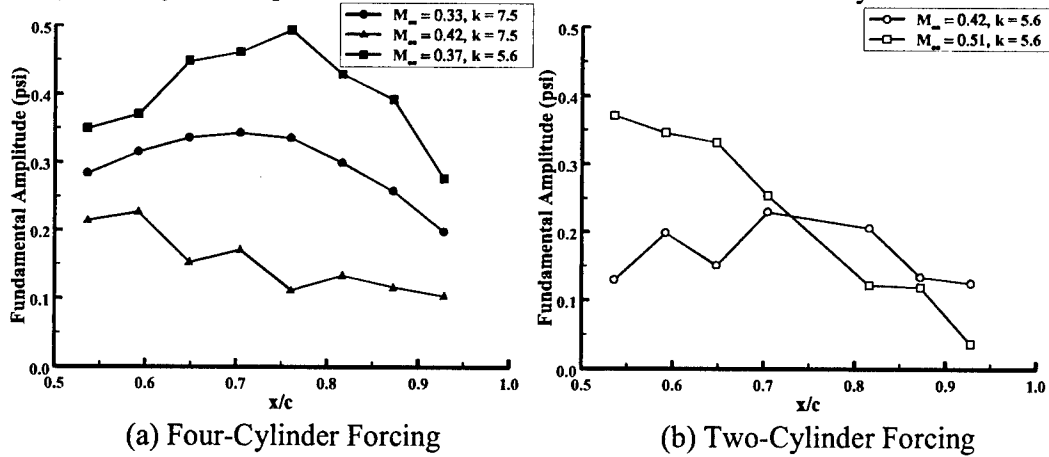 M∞ = 0.33, k = 7.5
M∞ = 0.42, k = 7.5
M∞ = 0.37, k = 5.6
Fundamental Amplitude (psi)
0.5
0.4
0.3
0.2
0.1
0.0
0.5 0.6 0.7 0.8 0.9 1.0
x/c
(a) Four-Cylinder Forcing
M∞ = 0.42, k = 5.6
M∞ = 0.51, k = 5.6
Fundamental Amplitude (psi)
0.5
0.4
0.3
0.2
0.1
0.0
0.5 0.6 0.7 0.8 0.9 1.0
x/c
(b) Two-Cylinder Forcing